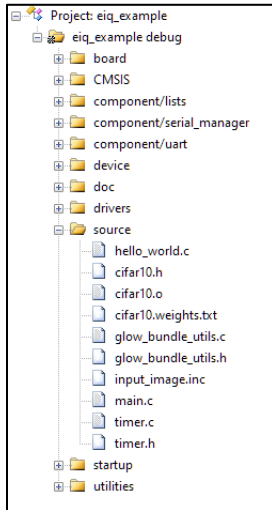 Project: eiq_example
eiq_example debug
board
CMSIS
component/lists
component/serial_manager
component/uart
device
doc
drivers
source
hello_world.c
cifar10.h
cifar10.o
cifar10.weights.txt
glow_bundle_utils.c
glow_bundle_utils.h
input_image.inc
main.c
timer.c
timer.h
startup
utilities